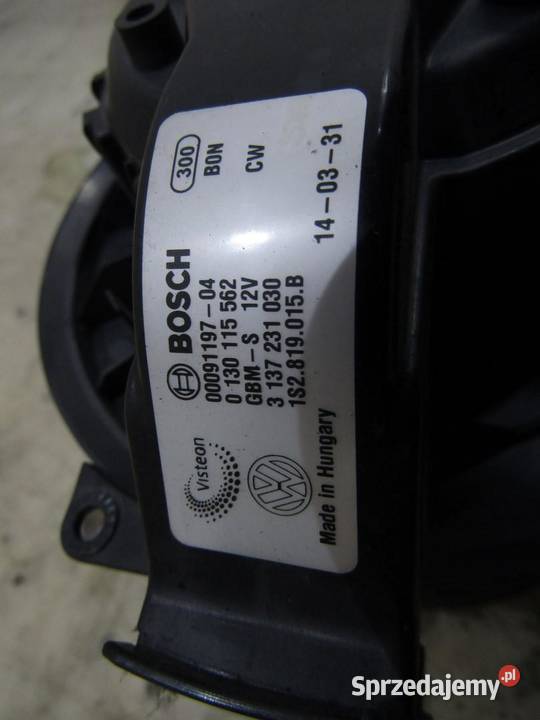 300 BON CW
BOSCH
00091197-04
0 130 115 562
GBM-S 12V
3 137 231 030
1S2.819.015.B
14-03-31
Visteon
Made in Hungary
Sprzedajemy.pl